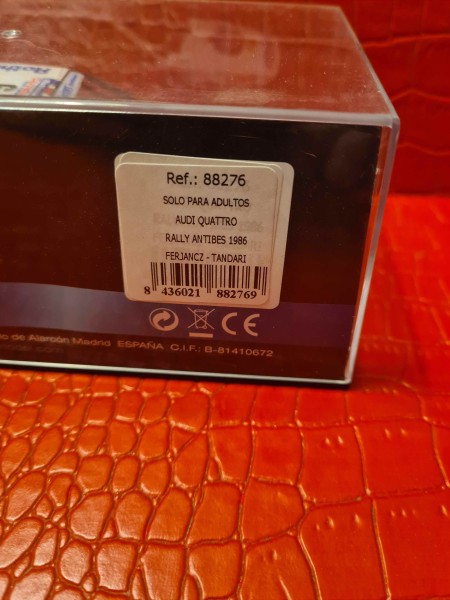 Ref.: 88276
SOLO PARA ADULTOS
AUDI QUATTRO
RALLY ANTIBES 1986
FERJANCZ - TANDARI
8 436021 882769
CE
o de Alarcón Madrid ESPAÑA C.I.F.: B-81410672